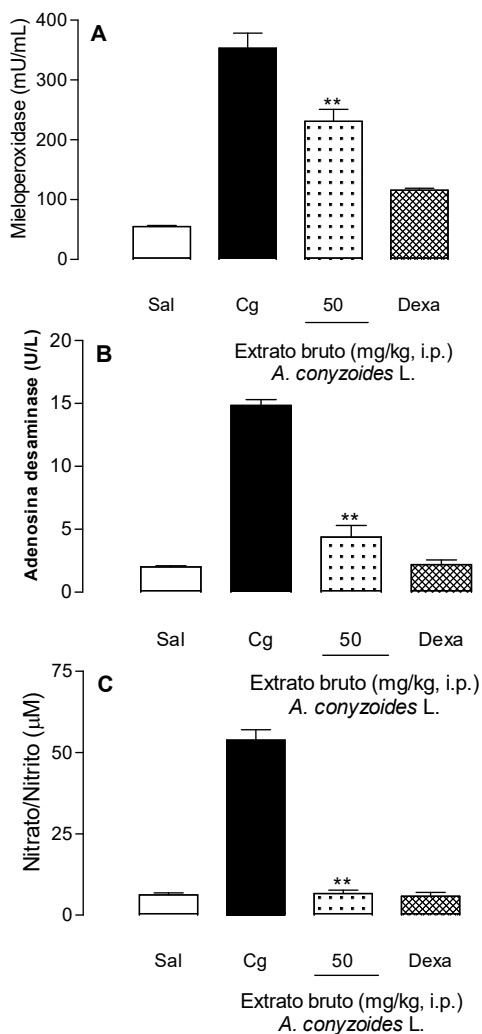 A
Mieloperoxidase (mU/mL)
400
300
200
100
0
**
Sal Cg 50 Dexa
Extrato bruto (mg/kg, i.p.)
A. conyzoides L.
B
Adenosina desaminase (U/L)
20
15
10
5
0
**
Sal Cg 50 Dexa
Extrato bruto (mg/kg, i.p.)
A. conyzoides L.
C
Nitrato/Nitrito (μM)
75
50
25
0
**
Sal Cg 50 Dexa
Extrato bruto (mg/kg, i.p.)
A. conyzoides L.